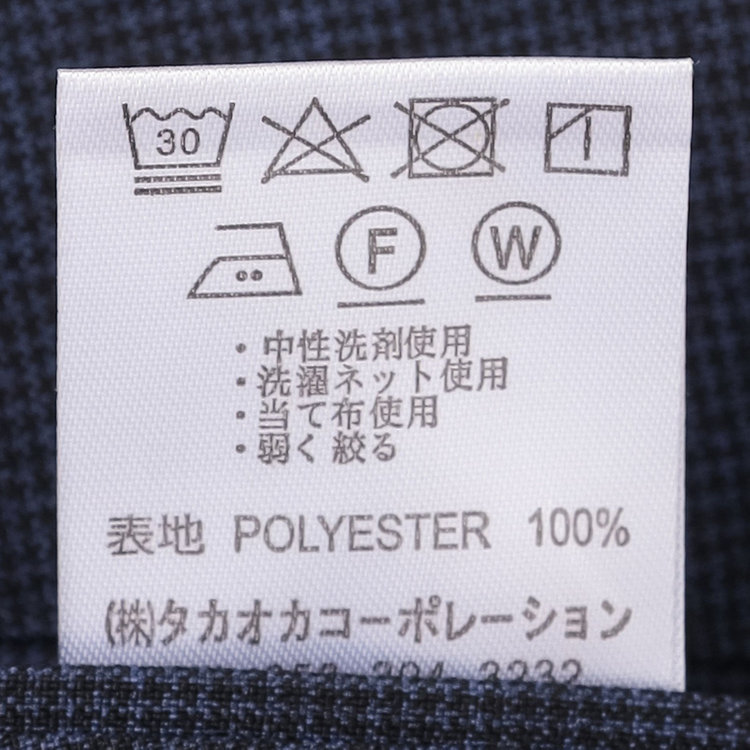 30
F W
・中性洗剤使用
・洗濯ネット使用
・当て布使用
・弱く絞る
表地 POLYESTER 100%
(株)タカオカコーポレーション
3232